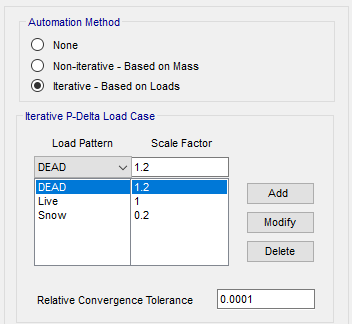 Automation Method
None
Non-iterative - Based on Mass
Iterative - Based on Loads
Iterative P-Delta Load Case
Load Pattern Scale Factor
DEAD 1.2
DEAD 1.2
Live 1
Snow 0.2
Add
Modify
Delete
Relative Convergence Tolerance 0.0001